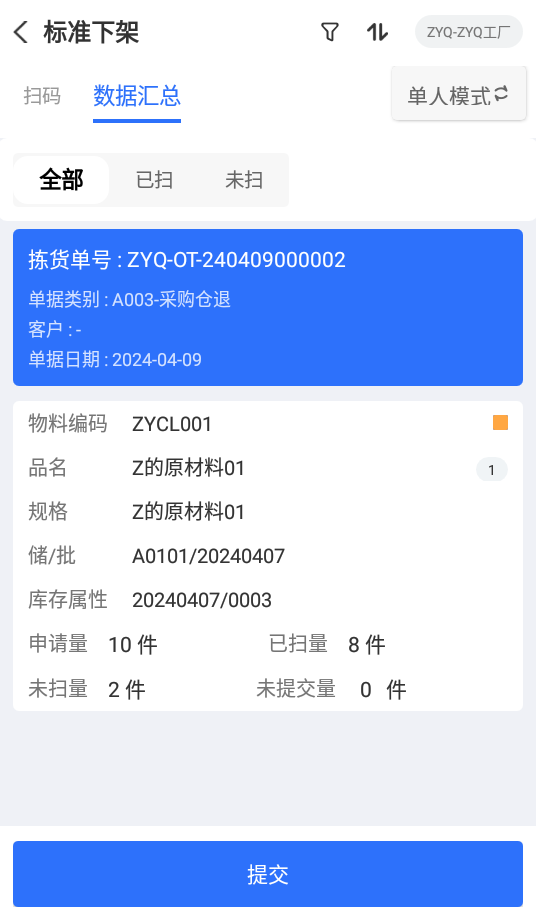 标准下架
ZYQ-ZYQ工厂
扫码 数据汇总 单人模式
全部 已扫 未扫
拣货单号 : ZYQ-OT-240409000002
单据类别 : A003-采购仓退
客户 : -
单据日期 : 2024-04-09
物料编码 ZYCL001
品名 Z的原材料01 1
规格 Z的原材料01
储/批 A0101/20240407
库存属性 20240407/0003
申请量 10 件 已扫量 8 件
未扫量 2 件 未提交量 0 件
提交